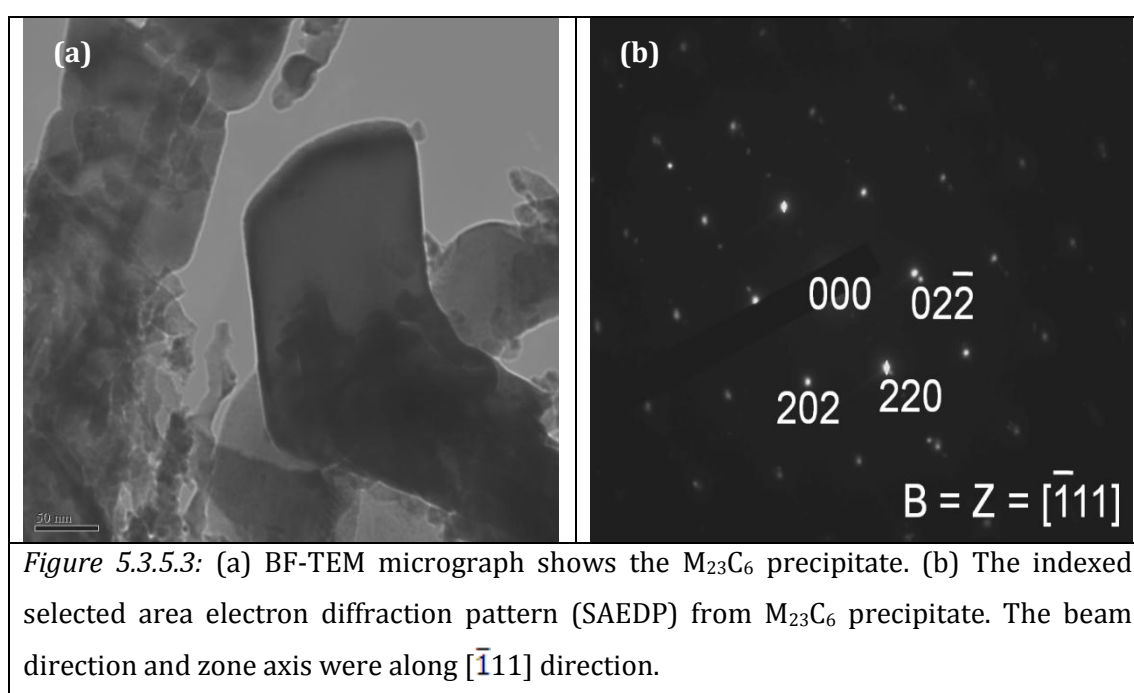 (a)
50 nm
(b)
000
022̅
202
220
B = Z = [1̅11]
Figure 5.3.5.3: (a) BF-TEM micrograph shows the M₂₃C₆ precipitate. (b) The indexed
selected area electron diffraction pattern (SAEDP) from M₂₃C₆ precipitate. The beam
direction and zone axis were along [1̅11] direction.